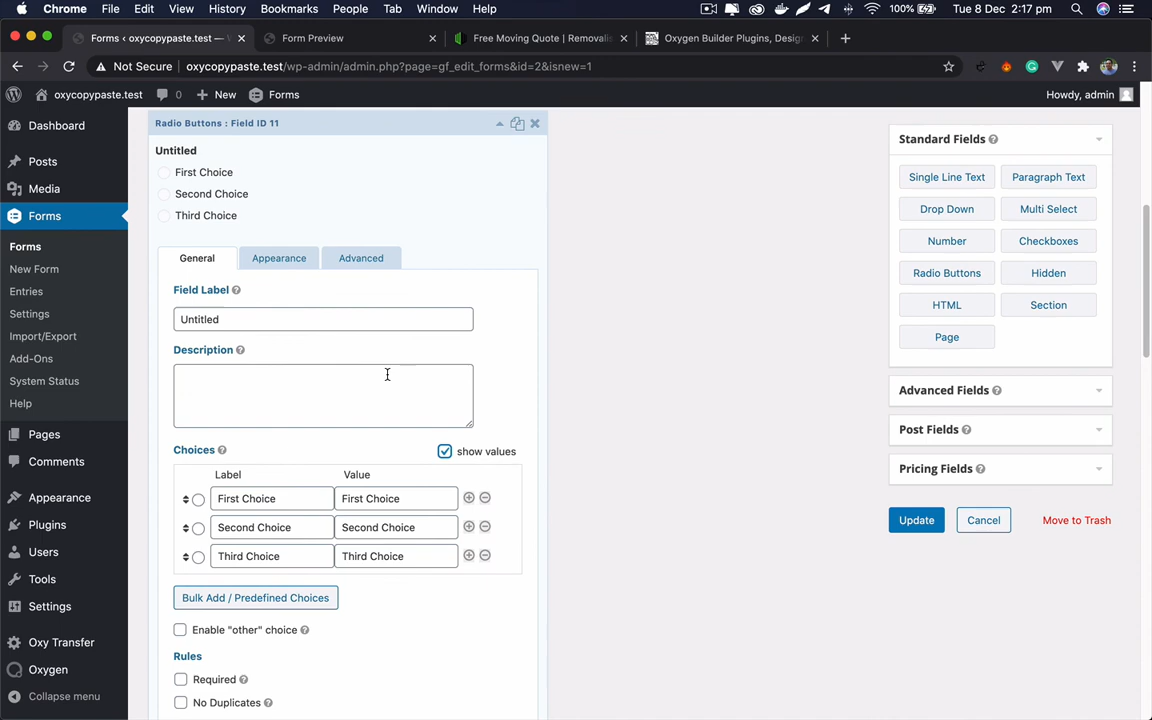 Chrome File Edit View History Bookmarks People Tab Window Help 100% Tue 8 Dec 2:17 pm
Forms < oxycopypaste.test — W Form Preview Free Moving Quote | Removalis Oxygen Builder Plugins, Desig
Not Secure oxycopypaste.test/wp-admin/admin.php?page=gf_edit_forms&id=2&isnew=1
oxycopypaste.test 0 New Forms Howdy, admin
Dashboard
Posts
Media
Forms
Forms
New Form
Entries
Settings
Import/Export
Add-Ons
System Status
Help
Pages
Comments
Appearance
Plugins
Users
Tools
Settings
Oxy Transfer
Oxygen
Collapse menu
Radio Buttons : Field ID 11
Untitled
First Choice
Second Choice
Third Choice
General Appearance Advanced
Field Label
Untitled
Description
Choices show values
Label Value
First Choice First Choice
Second Choice Second Choice
Third Choice Third Choice
Bulk Add / Predefined Choices
Enable "other" choice
Rules
Required
No Duplicates
Standard Fields
Single Line Text Paragraph Text
Drop Down Multi Select
Number Checkboxes
Radio Buttons Hidden
HTML Section
Page
Advanced Fields
Post Fields
Pricing Fields
Update Cancel Move to Trash